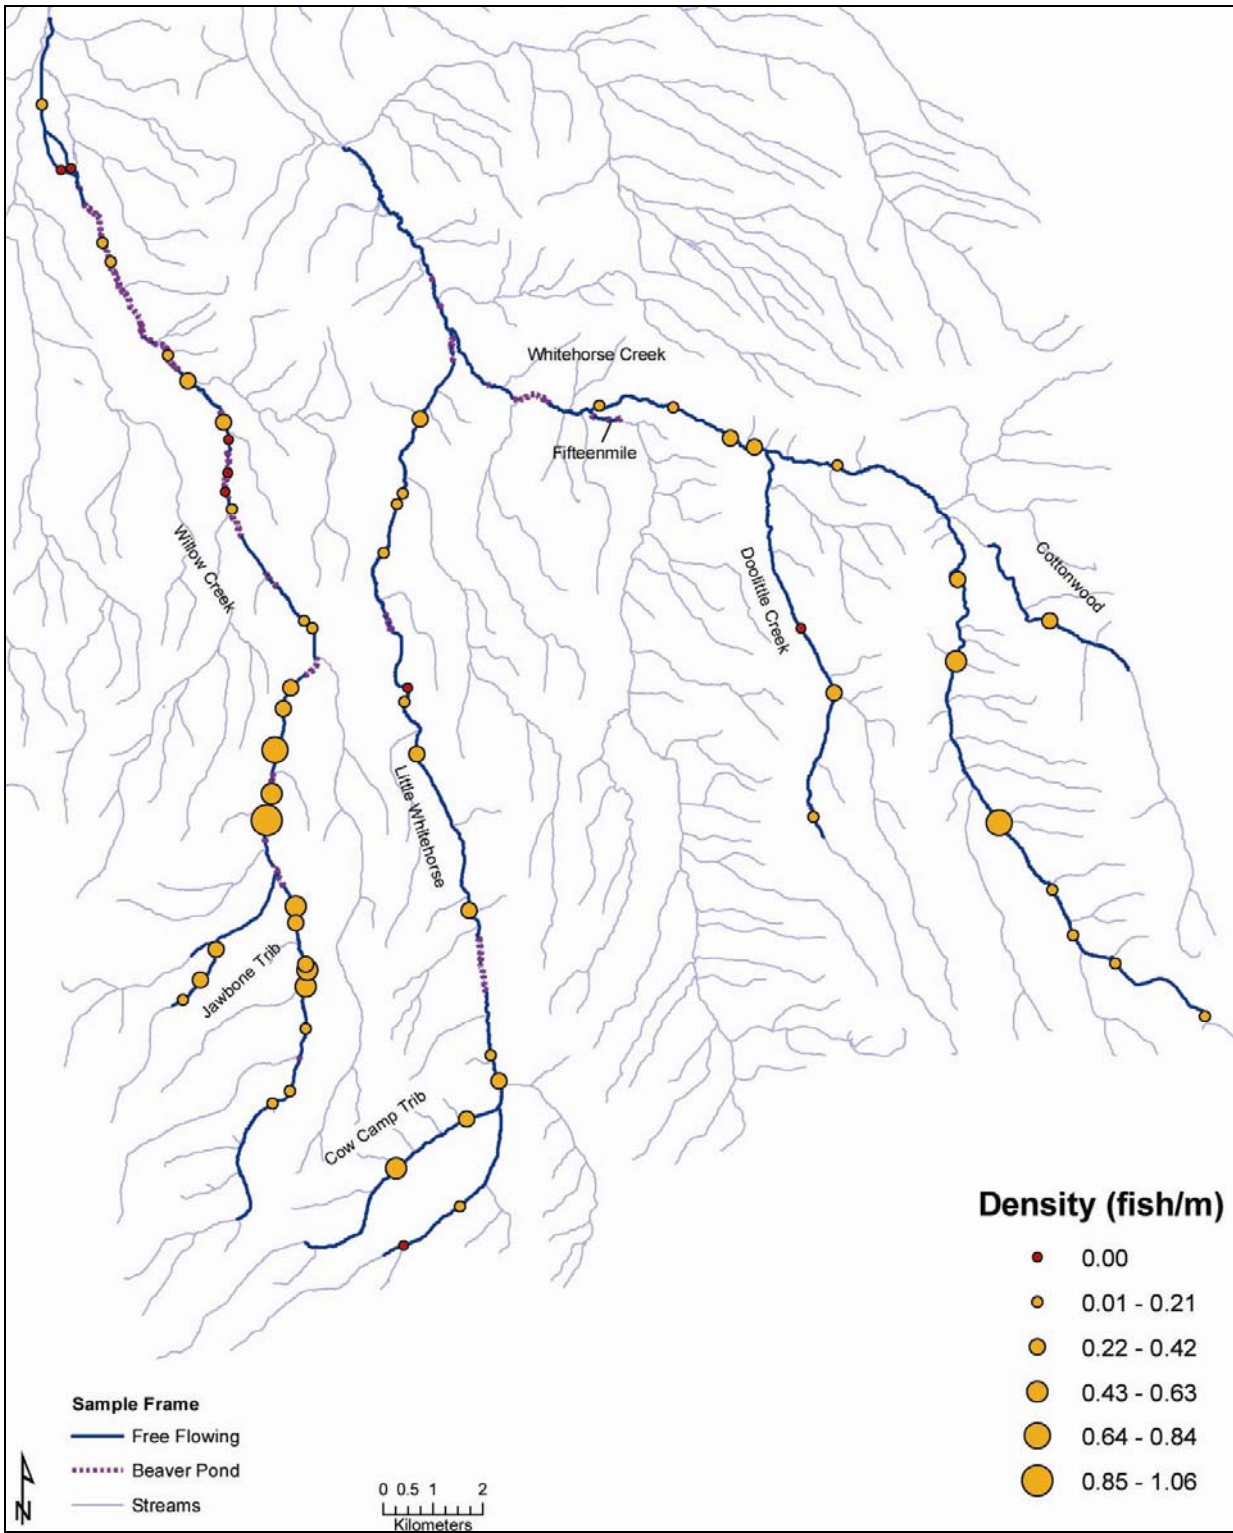 Whitehorse Creek
Fifteenmile
Willow Creek
Doolittle Creek
Cottonwood
Little Whitehorse
Jawbone Trib
Cow Camp Trib
Density (fish/m)
0.00
0.01 - 0.21
0.22 - 0.42
0.43 - 0.63
0.64 - 0.84
0.85 - 1.06
Sample Frame
Free Flowing
Beaver Pond
Streams
N
0 0.5 1 2
Kilometers